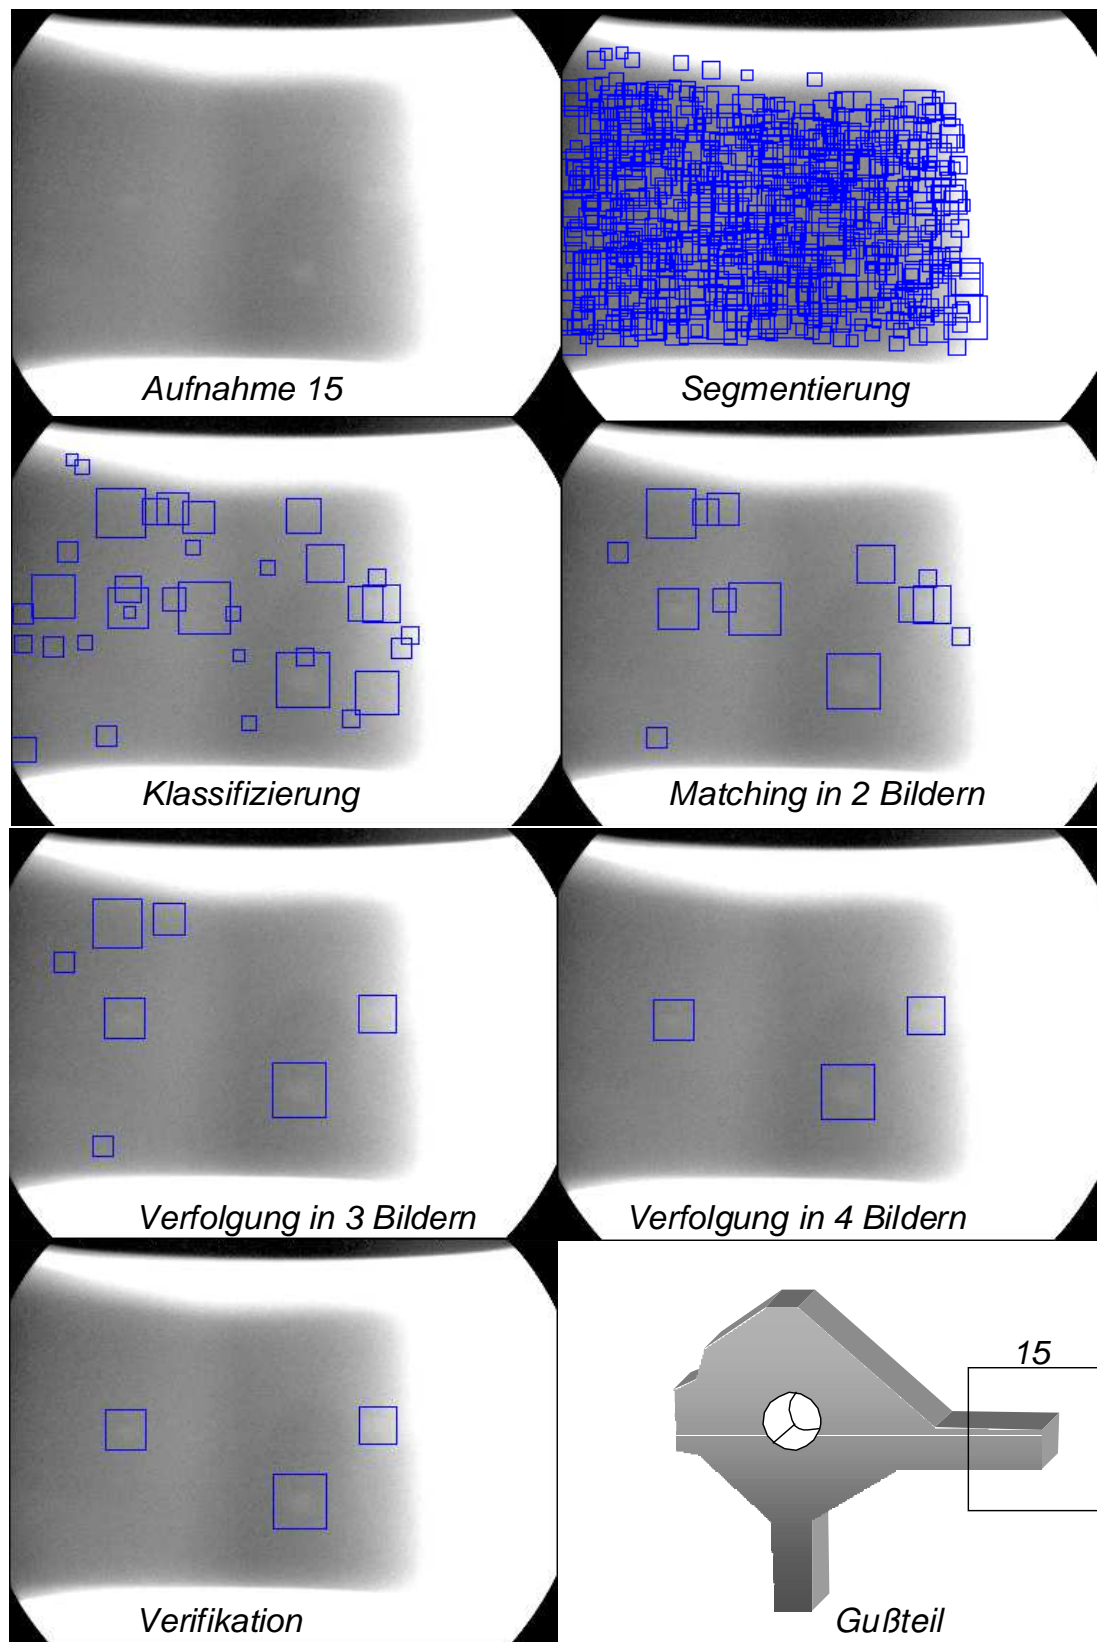 Aufnahme 15
Segmentierung
Klassifizierung
Matching in 2 Bildern
Verfolgung in 3 Bildern
Verfolgung in 4 Bildern
Verifikation
15
Gußteil